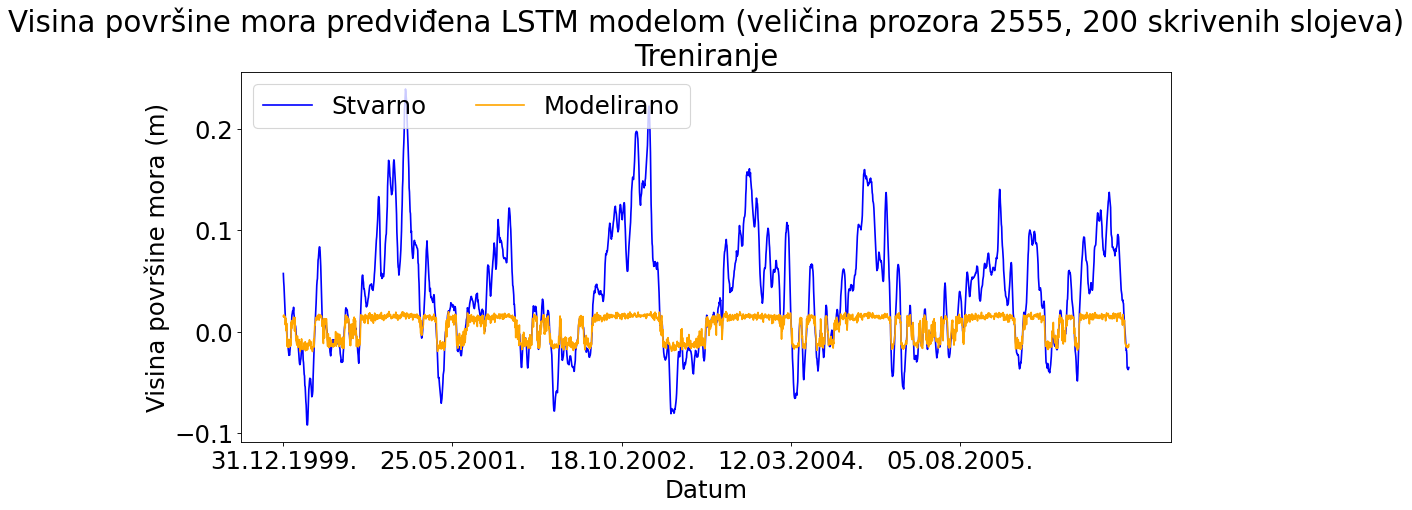 Visina površine mora predviđena LSTM modelom (veličina prozora 2555, 200 skrivenih slojeva)
Treniranje
Stvarno Modelirano
Visina površine mora (m)
0.2
0.1
0.0
−0.1
31.12.1999. 25.05.2001. 18.10.2002. 12.03.2004. 05.08.2005.
Datum